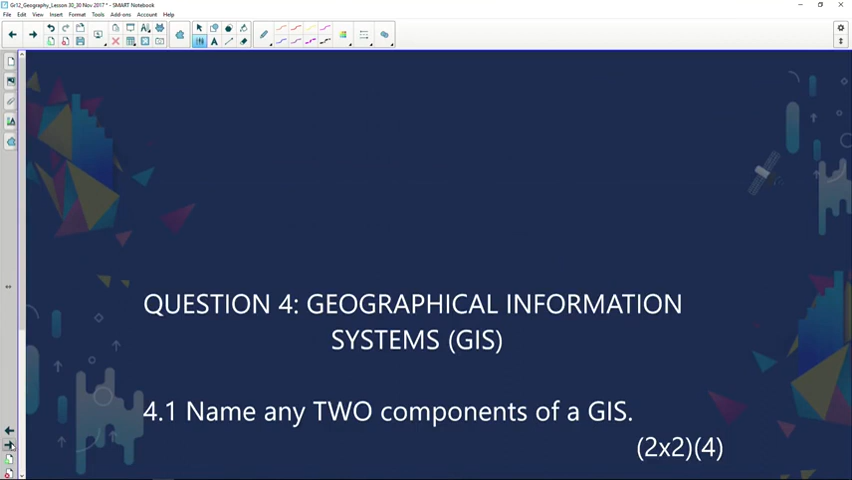 Gr12_Geography_Lesson 30_30 Nov 2017 * - SMART Notebook
File Edit View Insert Format Tools Add-ons Account Help
QUESTION 4: GEOGRAPHICAL INFORMATION
SYSTEMS (GIS)
4.1 Name any TWO components of a GIS.
(2x2)(4)